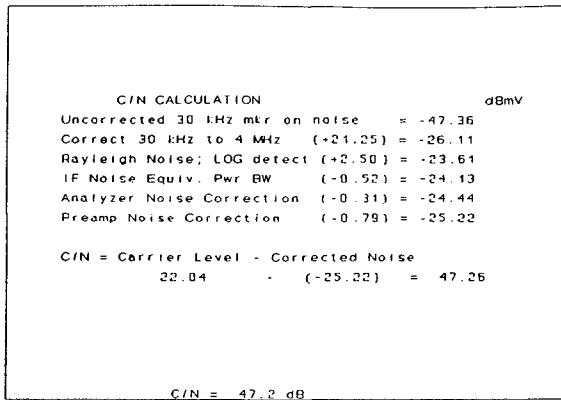 C/N CALCULATION dBmV
Uncorrected 30 kHz mkr on noise = -47.36
Correct 30 kHz to 4 MHz (+21.25) = -26.11
Rayleigh Noise; LOG detect (+2.50) = -23.61
IF Noise Equiv. Pwr BW (-0.52) = -24.13
Analyzer Noise Correction (-0.31) = -24.44
Preamp Noise Correction (-0.79) = -25.22
C/N = Carrier Level - Corrected Noise
22.04 - (-25.22) = 47.26
C/N = 47.2 dB